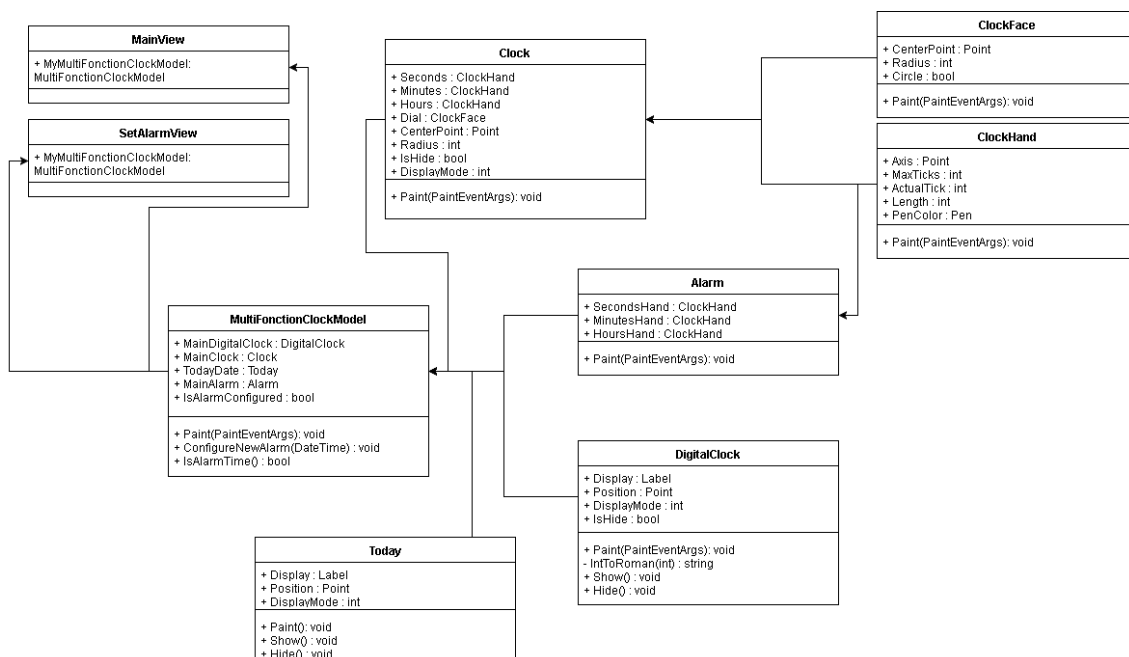 MainView
+ MyMultiFonctionClockModel:
MultiFonctionClockModel
SetAlarmView
+ MyMultiFonctionClockModel:
MultiFonctionClockModel
Clock
+ Seconds : ClockHand
+ Minutes : ClockHand
+ Hours : ClockHand
+ Dial : ClockFace
+ CenterPoint : Point
+ Radius : int
+ IsHide : bool
+ DisplayMode : int
+ Paint(PaintEventArgs): void
ClockFace
+ CenterPoint : Point
+ Radius : int
+ Circle : bool
+ Paint(PaintEventArgs): void
ClockHand
+ Axis : Point
+ MaxTicks : int
+ ActualTick : int
+ Length : int
+ PenColor : Pen
+ Paint(PaintEventArgs): void
MultiFonctionClockModel
+ MainDigitalClock : DigitalClock
+ MainClock : Clock
+ TodayDate : Today
+ MainAlarm : Alarm
+ IsAlarmConfigured : bool
+ Paint(PaintEventArgs): void
+ ConfigureNewAlarm(DateTime) : void
+ IsAlarmTime() : bool
Alarm
+ SecondsHand : ClockHand
+ MinutesHand : ClockHand
+ HoursHand : ClockHand
+ Paint(PaintEventArgs): void
DigitalClock
+ Display : Label
+ Position : Point
+ DisplayMode : int
+ IsHide : bool
+ Paint(PaintEventArgs): void
- IntToRoman(int) : string
+ Show() : void
+ Hide() : void
Today
+ Display : Label
+ Position : Point
+ DisplayMode : int
+ Paint(): void
+ Show() : void
+ Hide() : void